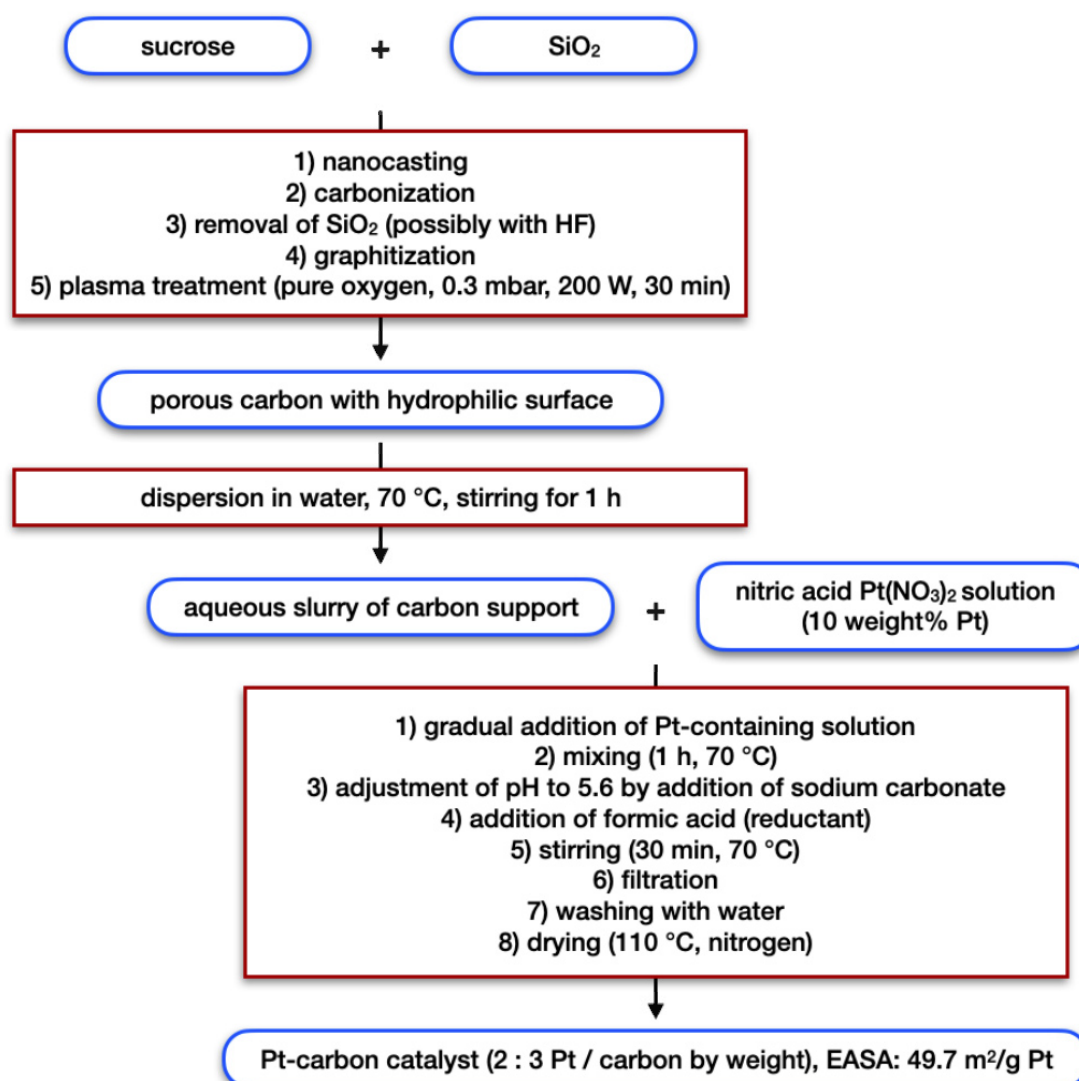 sucrose + SiO₂
1) nanocasting
2) carbonization
3) removal of SiO₂ (possibly with HF)
4) graphitization
5) plasma treatment (pure oxygen, 0.3 mbar, 200 W, 30 min)
porous carbon with hydrophilic surface
dispersion in water, 70 °C, stirring for 1 h
aqueous slurry of carbon support
+
nitric acid Pt(NO₃)₂ solution
(10 weight% Pt)
1) gradual addition of Pt-containing solution
2) mixing (1 h, 70 °C)
3) adjustment of pH to 5.6 by addition of sodium carbonate
4) addition of formic acid (reductant)
5) stirring (30 min, 70 °C)
6) filtration
7) washing with water
8) drying (110 °C, nitrogen)
Pt-carbon catalyst (2 : 3 Pt / carbon by weight), EASA: 49.7 m²/g Pt